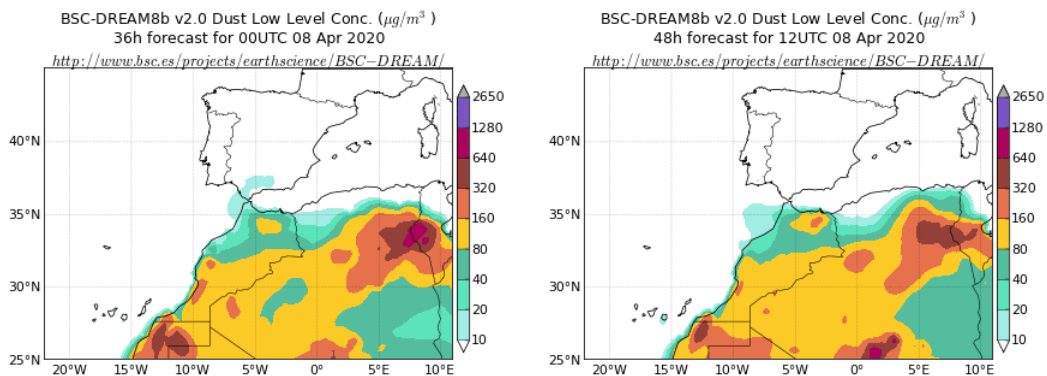 BSC-DREAM8b v2.0 Dust Low Level Conc. (μg/m³ )
36h forecast for 00UTC 08 Apr 2020
http://www.bsc.es/projects/earthscience/BSC−DREAM/
40°N
35°N
30°N
25°N
20°W
15°W
10°W
5°W
0°
5°E
10°E
2650
1280
640
320
160
80
40
20
10
BSC-DREAM8b v2.0 Dust Low Level Conc. (μg/m³ )
48h forecast for 12UTC 08 Apr 2020
http://www.bsc.es/projects/earthscience/BSC−DREAM/
40°N
35°N
30°N
25°N
20°W
15°W
10°W
5°W
0°
5°E
10°E
2650
1280
640
320
160
80
40
20
10